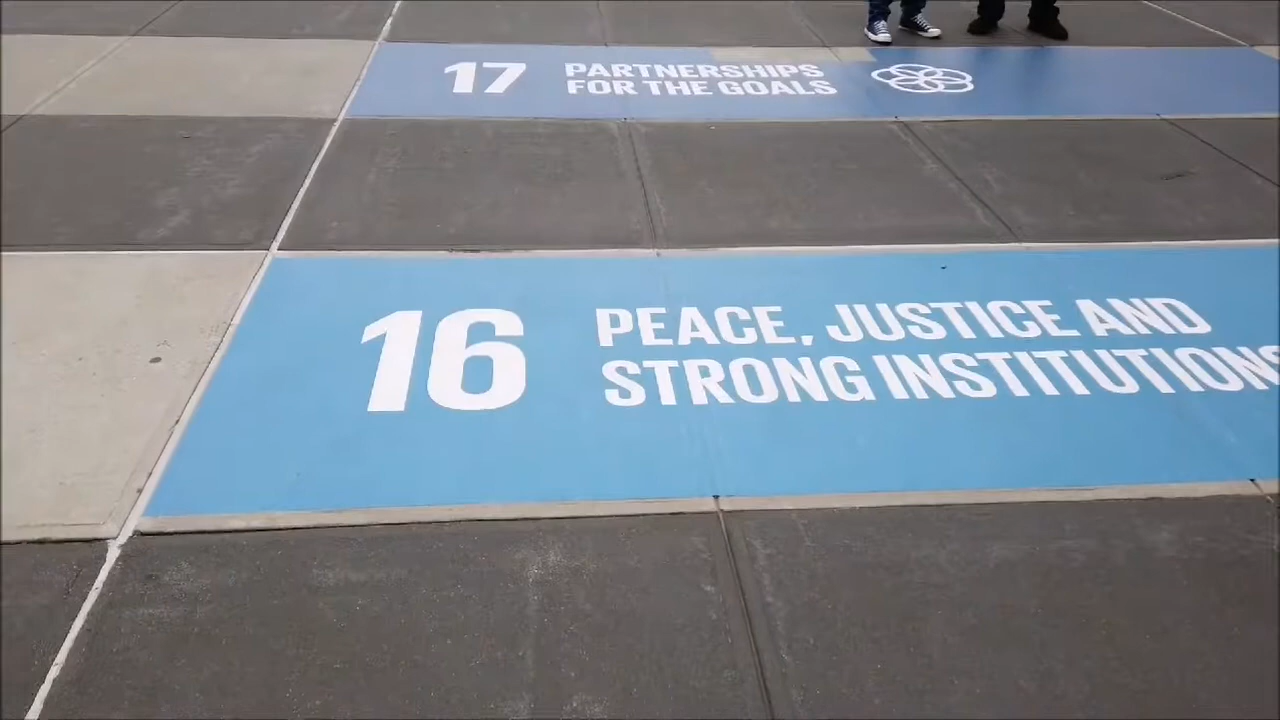 17 PARTNERSHIPS
FOR THE GOALS
16 PEACE, JUSTICE AND
STRONG INSTITUTIONS